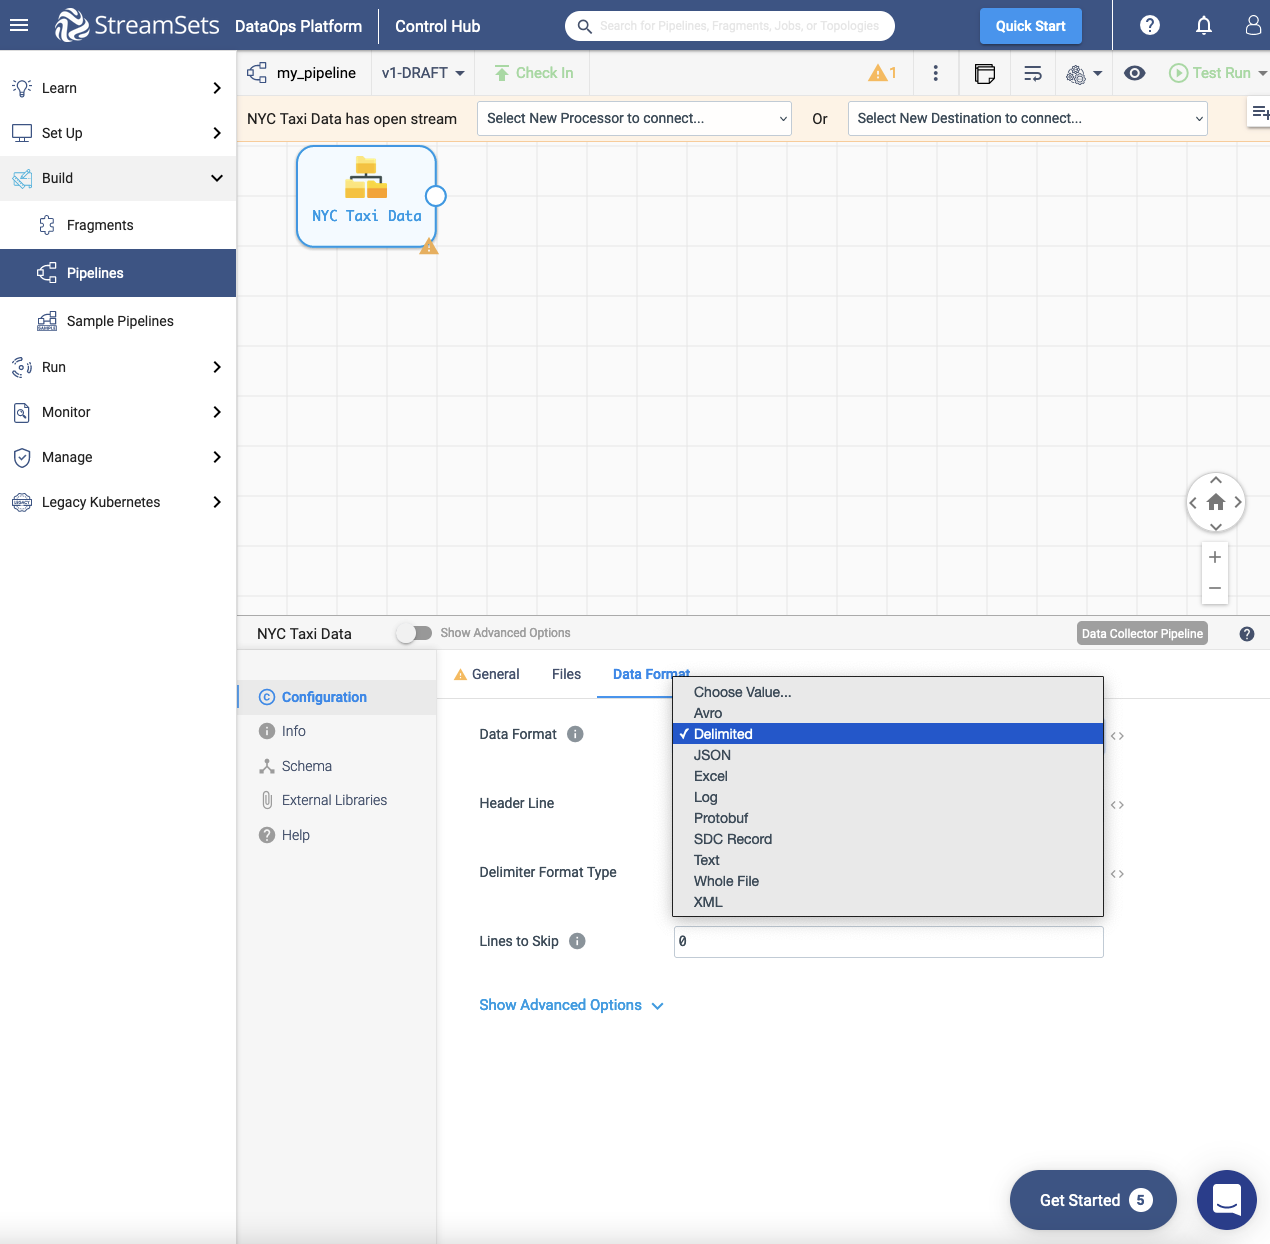 StreamSets DataOps Platform Control Hub
Search for Pipelines, Fragments, Jobs, or Topologies
Quick Start
my_pipeline v1-DRAFT Check In 1 Test Run
NYC Taxi Data has open stream Select New Processor to connect... Or Select New Destination to connect...
Learn
Set Up
Build
Fragments
Pipelines
Sample Pipelines
Run
Monitor
Manage
Legacy Kubernetes
NYC Taxi Data
NYC Taxi Data Show Advanced Options Data Collector Pipeline
Configuration
Info
Schema
External Libraries
Help
General Files Data Format
Data Format
Header Line
Delimiter Format Type
Lines to Skip
0
Choose Value...
Avro
✓ Delimited
JSON
Excel
Log
Protobuf
SDC Record
Text
Whole File
XML
Show Advanced Options
Get Started 5